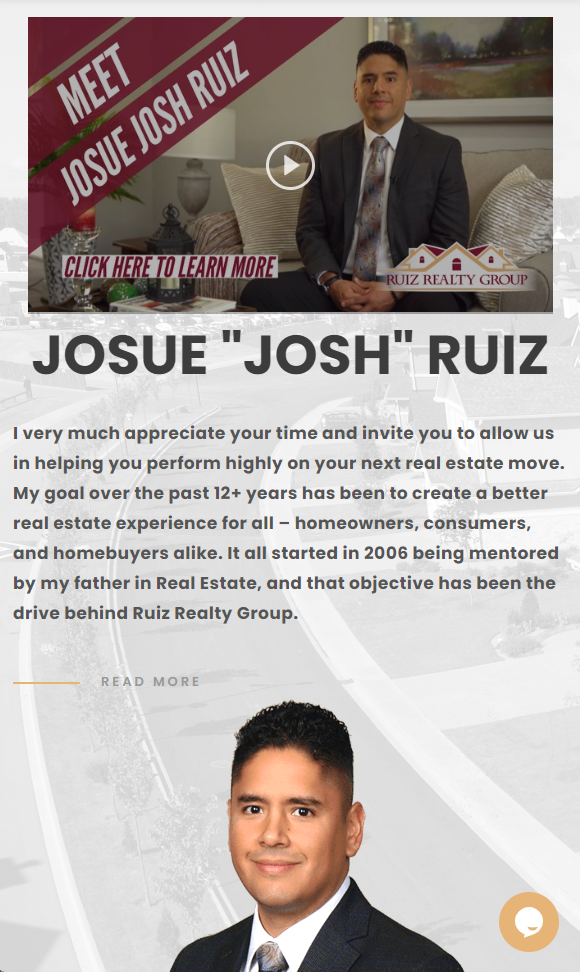 MEET
JOSUE JOSH RUIZ
CLICK HERE TO LEARN MORE
RUIZ REALTY GROUP
JOSUE "JOSH" RUIZ
I very much appreciate your time and invite you to allow us
in helping you perform highly on your next real estate move.
My goal over the past 12+ years has been to create a better
real estate experience for all – homeowners, consumers,
and homebuyers alike. It all started in 2006 being mentored
by my father in Real Estate, and that objective has been the
drive behind Ruiz Realty Group.
READ MORE